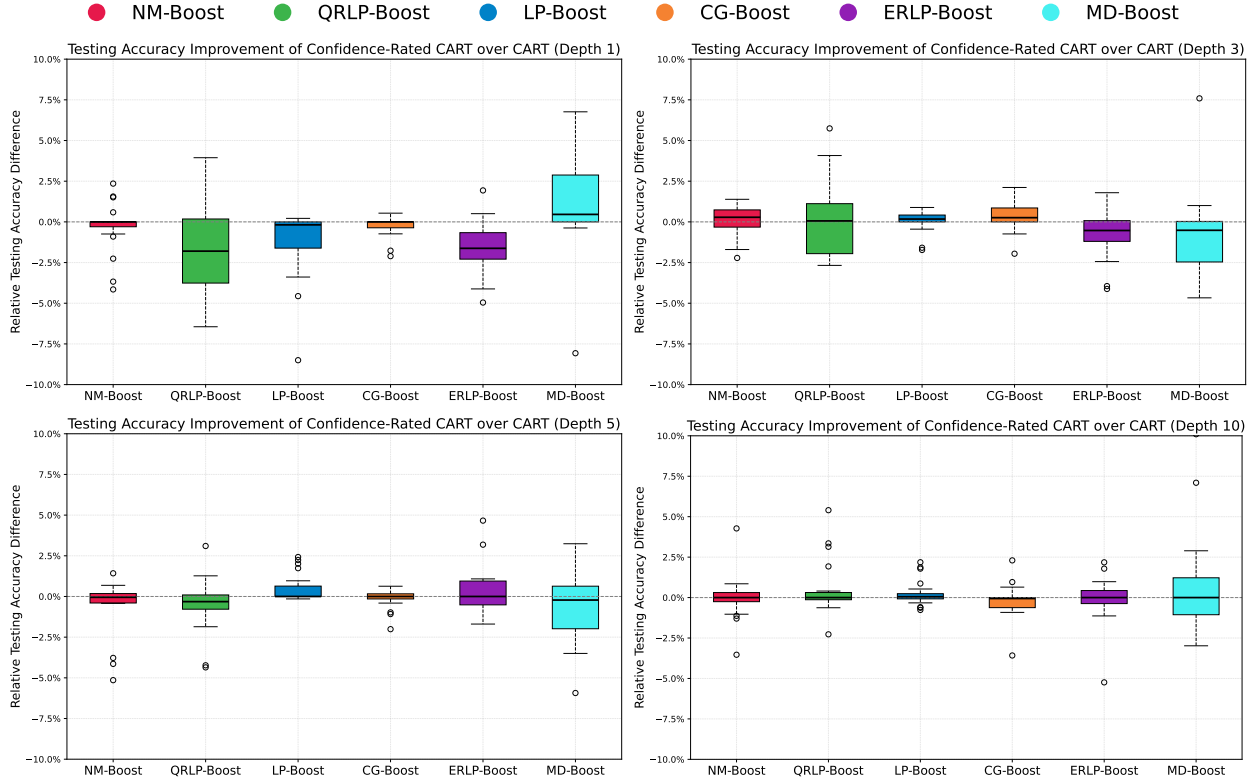 NM-Boost QRLP-Boost LP-Boost CG-Boost ERLP-Boost MD-Boost
Testing Accuracy Improvement of Confidence-Rated CART over CART (Depth 1)
Relative Testing Accuracy Difference
10.0%
7.5%
5.0%
2.5%
0.0%
−2.5%
−5.0%
−7.5%
−10.0%
NM-Boost QRLP-Boost LP-Boost CG-Boost ERLP-Boost MD-Boost
Testing Accuracy Improvement of Confidence-Rated CART over CART (Depth 3)
Relative Testing Accuracy Difference
10.0%
7.5%
5.0%
2.5%
0.0%
−2.5%
−5.0%
−7.5%
−10.0%
NM-Boost QRLP-Boost LP-Boost CG-Boost ERLP-Boost MD-Boost
Testing Accuracy Improvement of Confidence-Rated CART over CART (Depth 5)
Relative Testing Accuracy Difference
10.0%
7.5%
5.0%
2.5%
0.0%
−2.5%
−5.0%
−7.5%
−10.0%
NM-Boost QRLP-Boost LP-Boost CG-Boost ERLP-Boost MD-Boost
Testing Accuracy Improvement of Confidence-Rated CART over CART (Depth 10)
Relative Testing Accuracy Difference
10.0%
7.5%
5.0%
2.5%
0.0%
−2.5%
−5.0%
−7.5%
−10.0%
NM-Boost QRLP-Boost LP-Boost CG-Boost ERLP-Boost MD-Boost